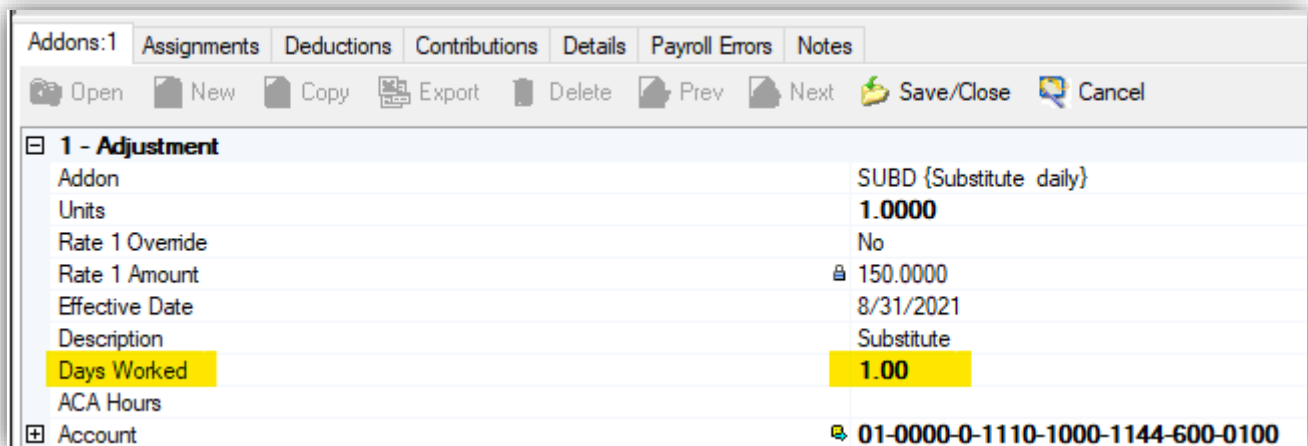 Addons:1 Assignments Deductions Contributions Details Payroll Errors Notes
Open New Copy Export Delete Prev Next Save/Close Cancel
1 - Adjustment
Addon SUBD {Substitute daily}
Units 1.0000
Rate 1 Override No
Rate 1 Amount 150.0000
Effective Date 8/31/2021
Description Substitute
Days Worked 1.00
ACA Hours
Account 01-0000-0-1110-1000-1144-600-0100